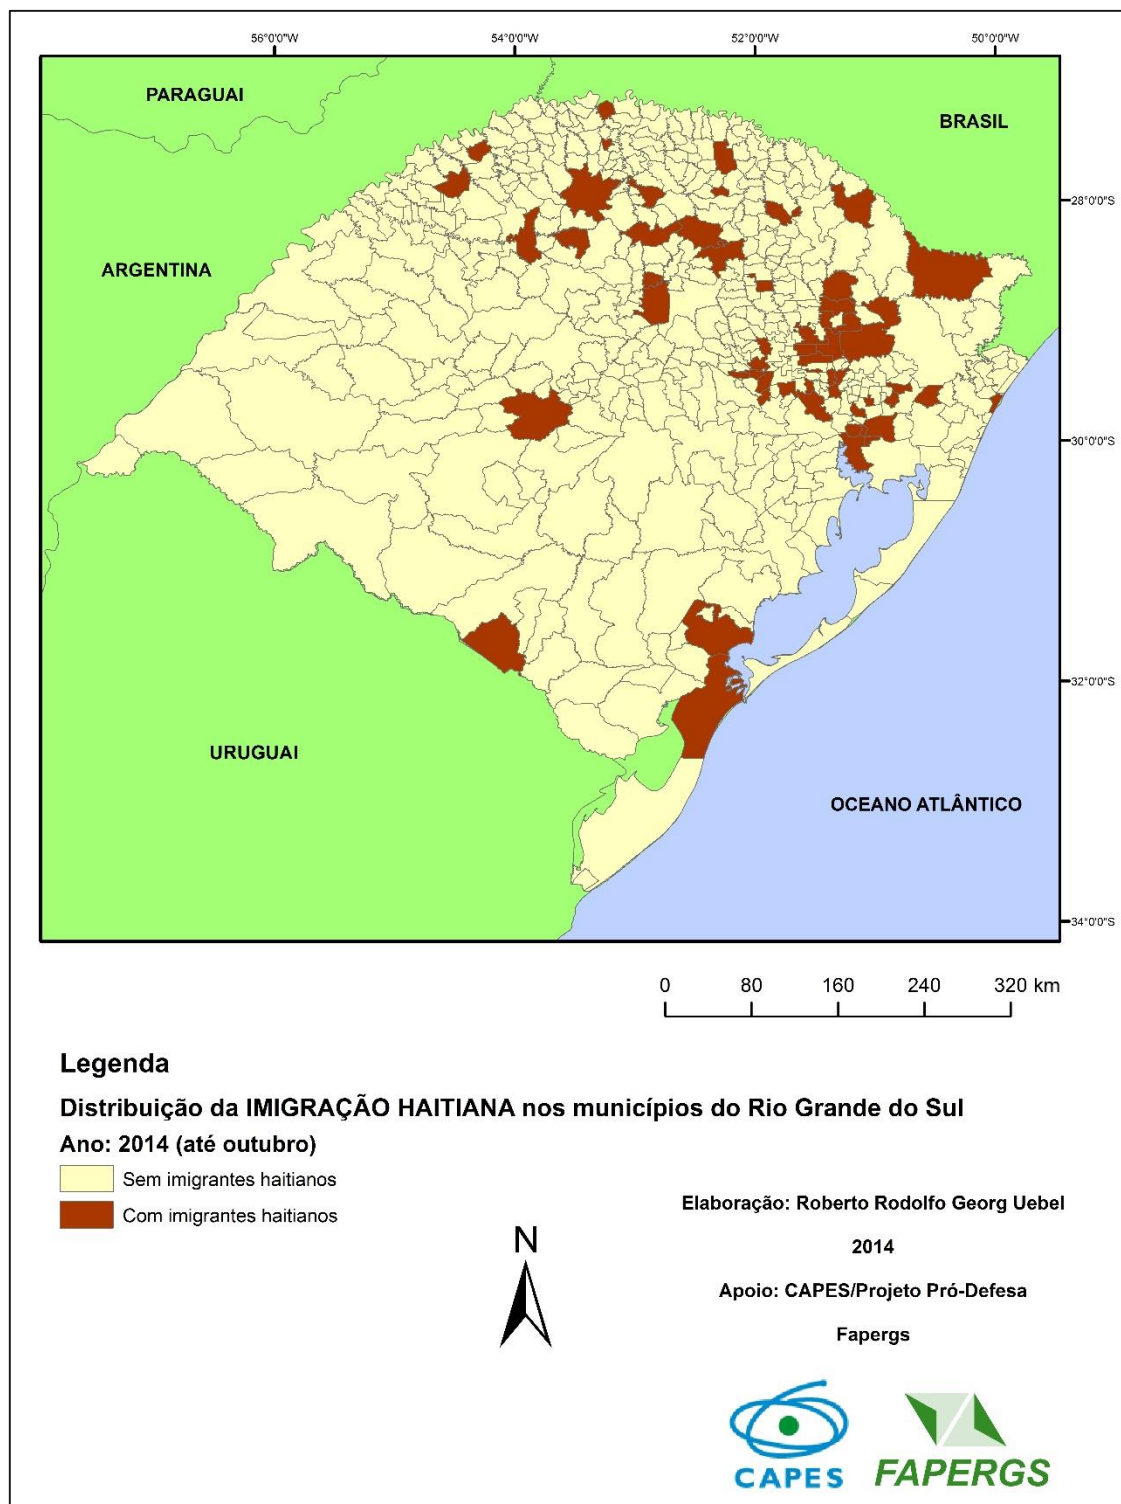 56°0'0"W 54°0'0"W 52°0'0"W 50°0'0"W
PARAGUAI
BRASIL
28°0'0"S
ARGENTINA
30°0'0"S
32°0'0"S
URUGUAI
OCEANO ATLÂNTICO
34°0'0"S
0 80 160 240 320 km
Legenda
Distribuição da IMIGRAÇÃO HAITIANA nos municípios do Rio Grande do Sul
Ano: 2014 (até outubro)
Sem imigrantes haitianos
Com imigrantes haitianos
N
Elaboração: Roberto Rodolfo Georg Uebel
2014
Apoio: CAPES/Projeto Pró-Defesa
Fapergs
CAPES
FAPERGS